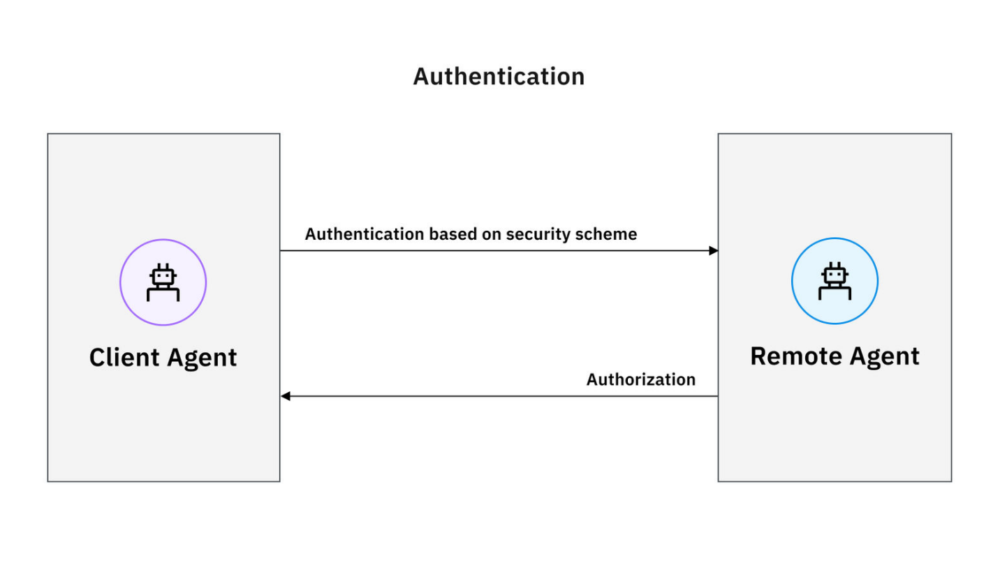 Authentication
Authentication based on security scheme
Client Agent
Remote Agent
Authorization